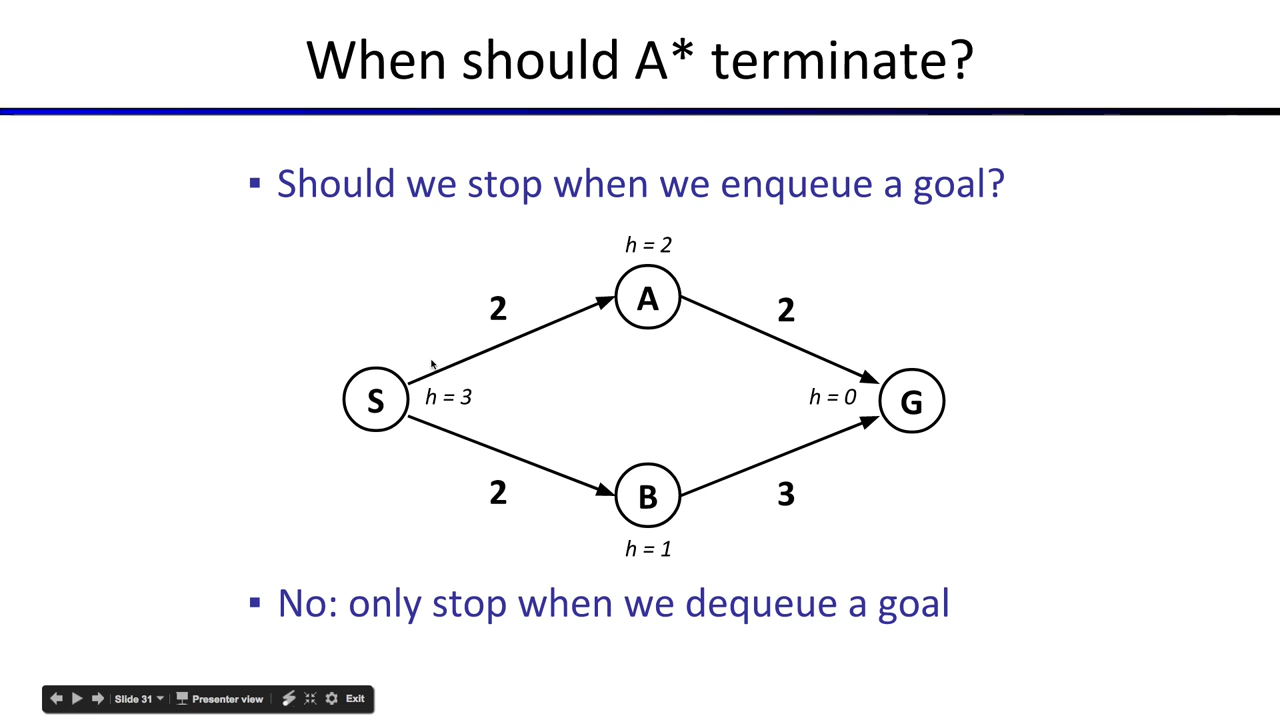 When should A* terminate?
▪ Should we stop when we enqueue a goal?
h = 2
A
2
2
S
h = 3
h = 0
G
2
B
3
h = 1
▪ No: only stop when we dequeue a goal
Slide 31
Presenter view
Exit